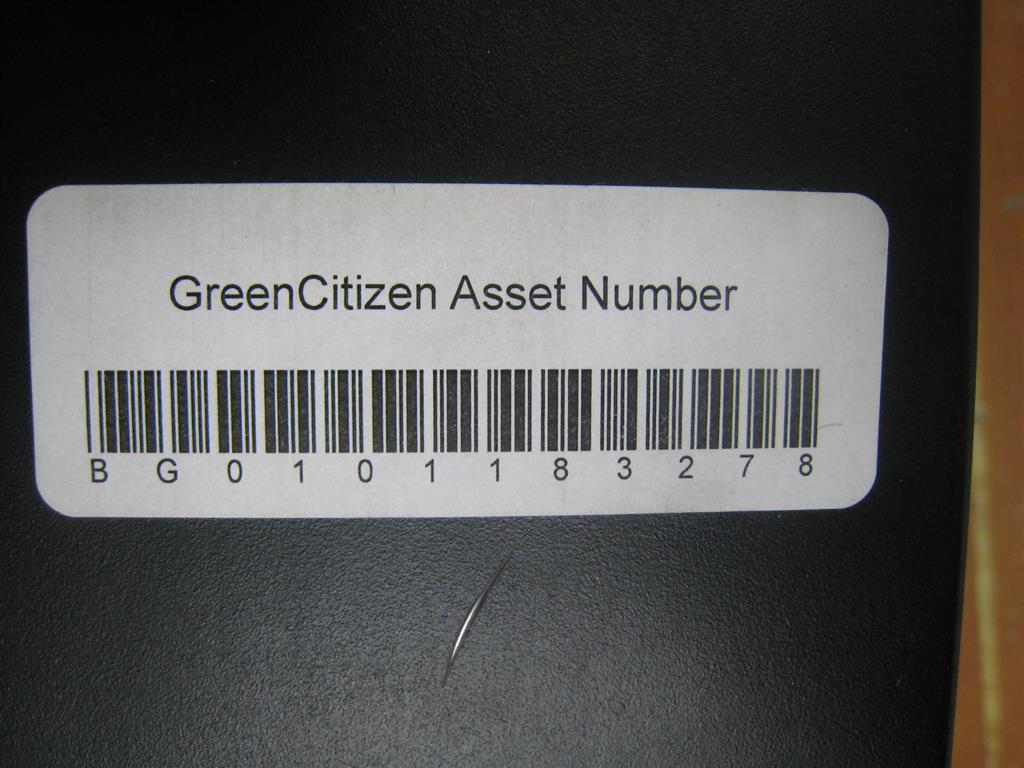 GreenCitizen Asset Number
B G 0 1 0 1 1 8 3 2 7 8